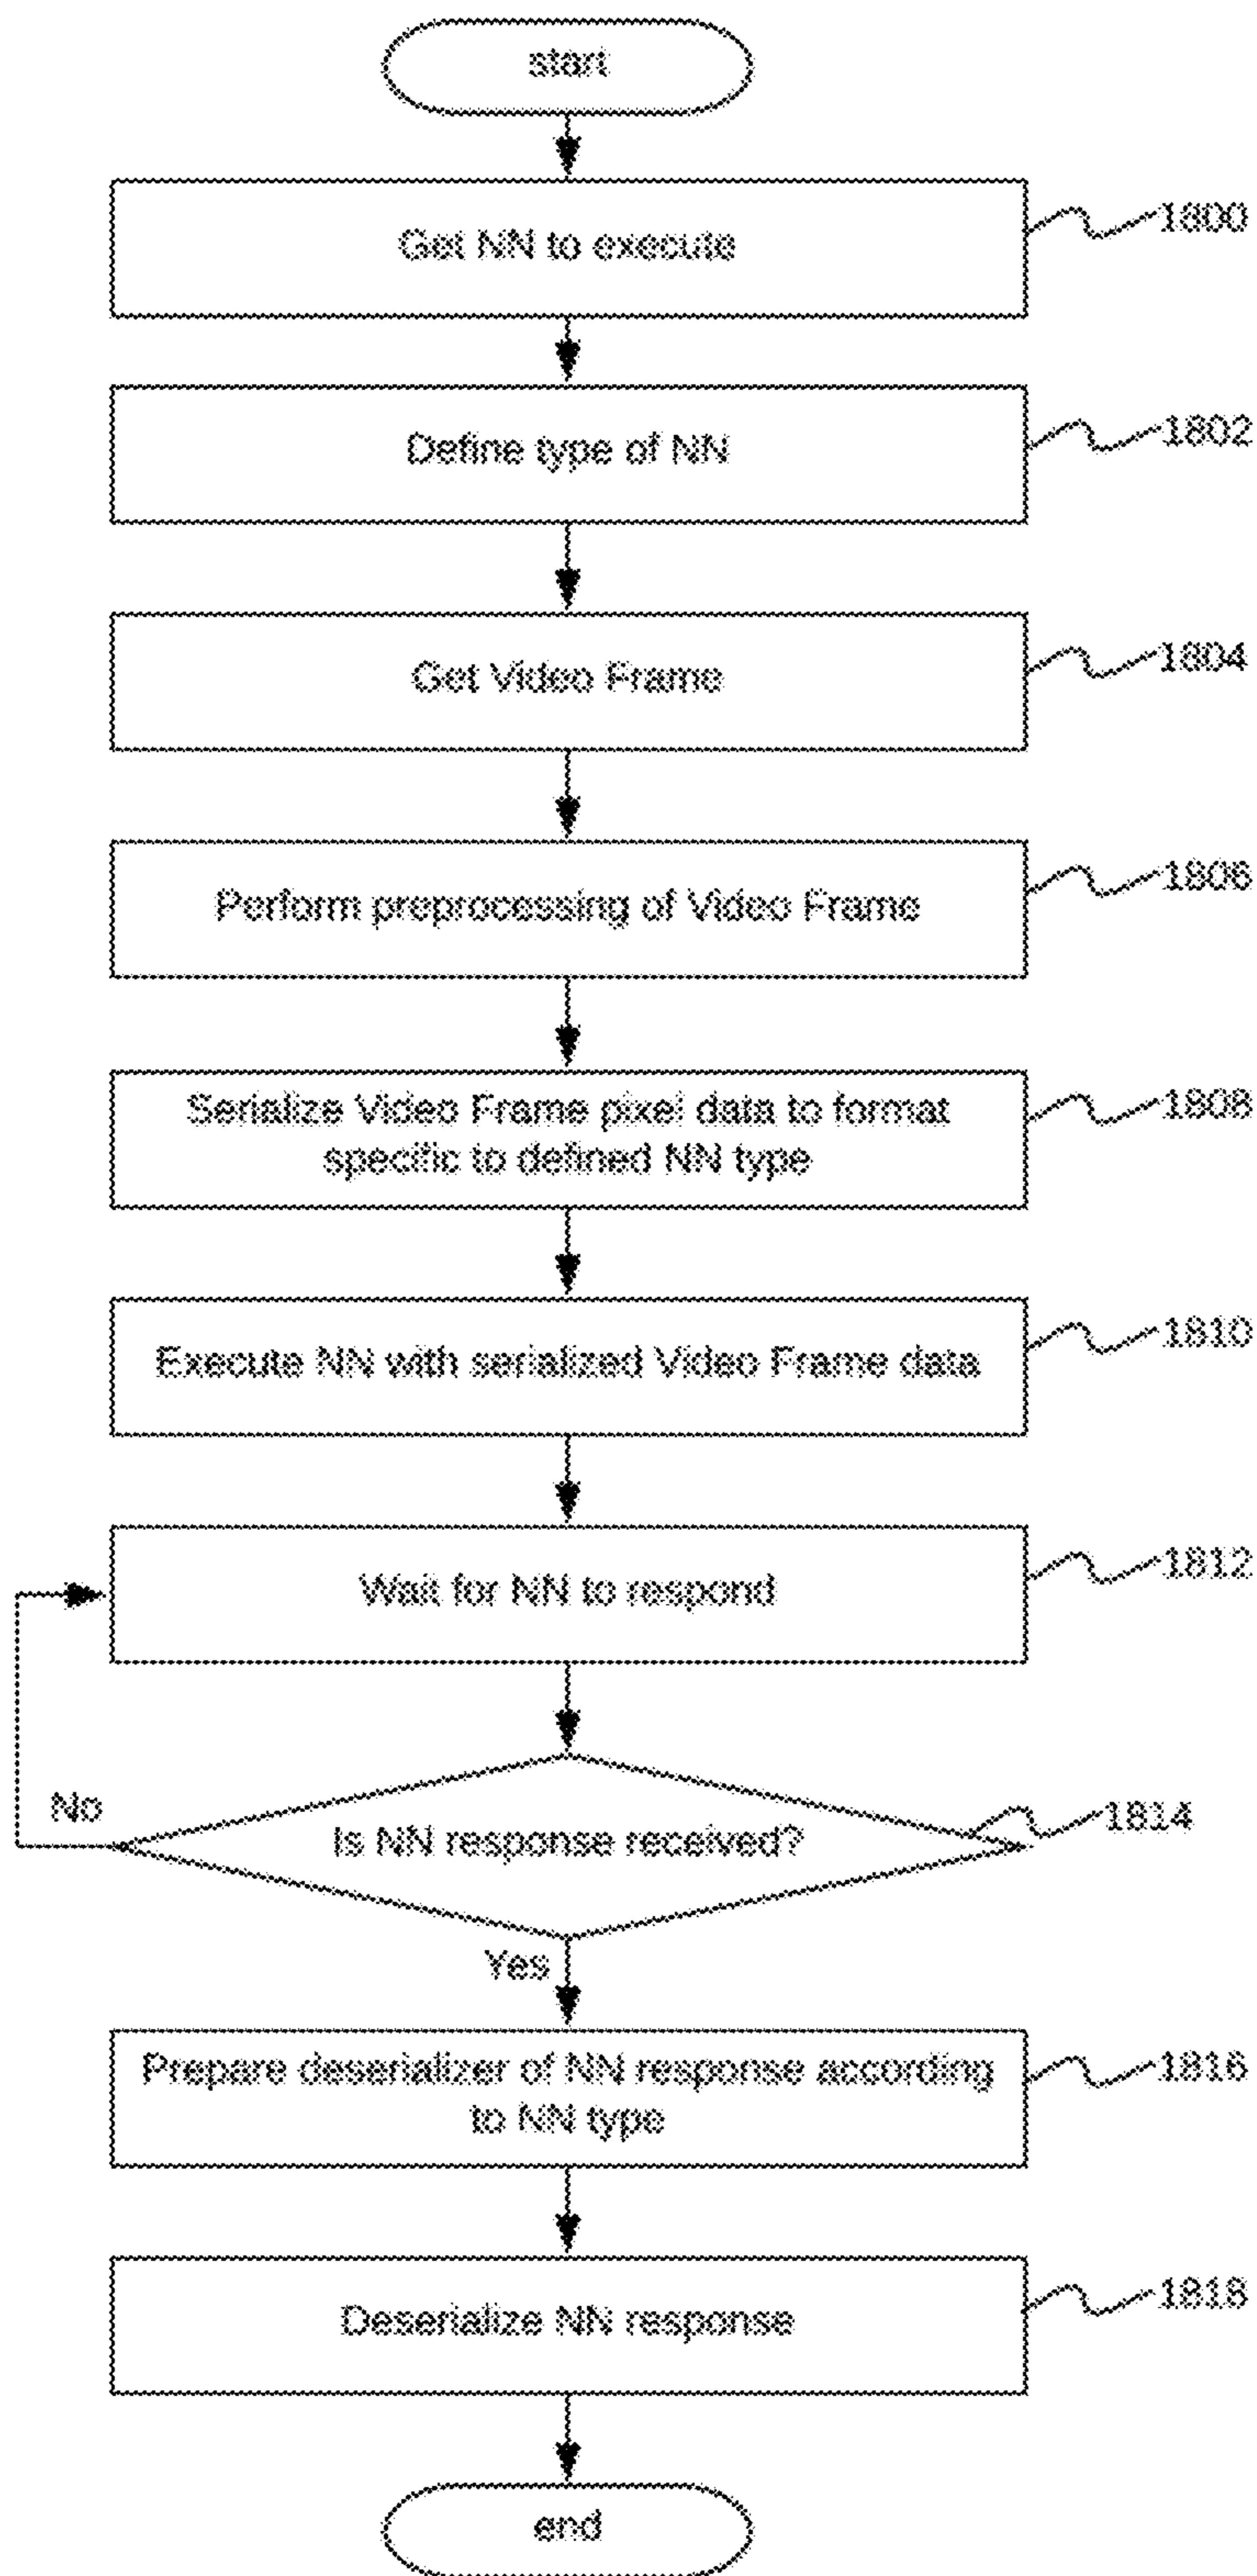 start
Get NN to execute
1800
Define type of NN
1802
Get Video Frame
1804
Perform preprocessing of Video Frame
1806
Serialize Video Frame pixel data to format
specific to defined NN type
1808
Execute NN with serialized Video Frame data
1810
Wait for NN to respond
1812
No
Is NN response received?
1814
Yes
Prepare deserializer of NN response according
to NN type
1816
Deserialize NN response
1818
end